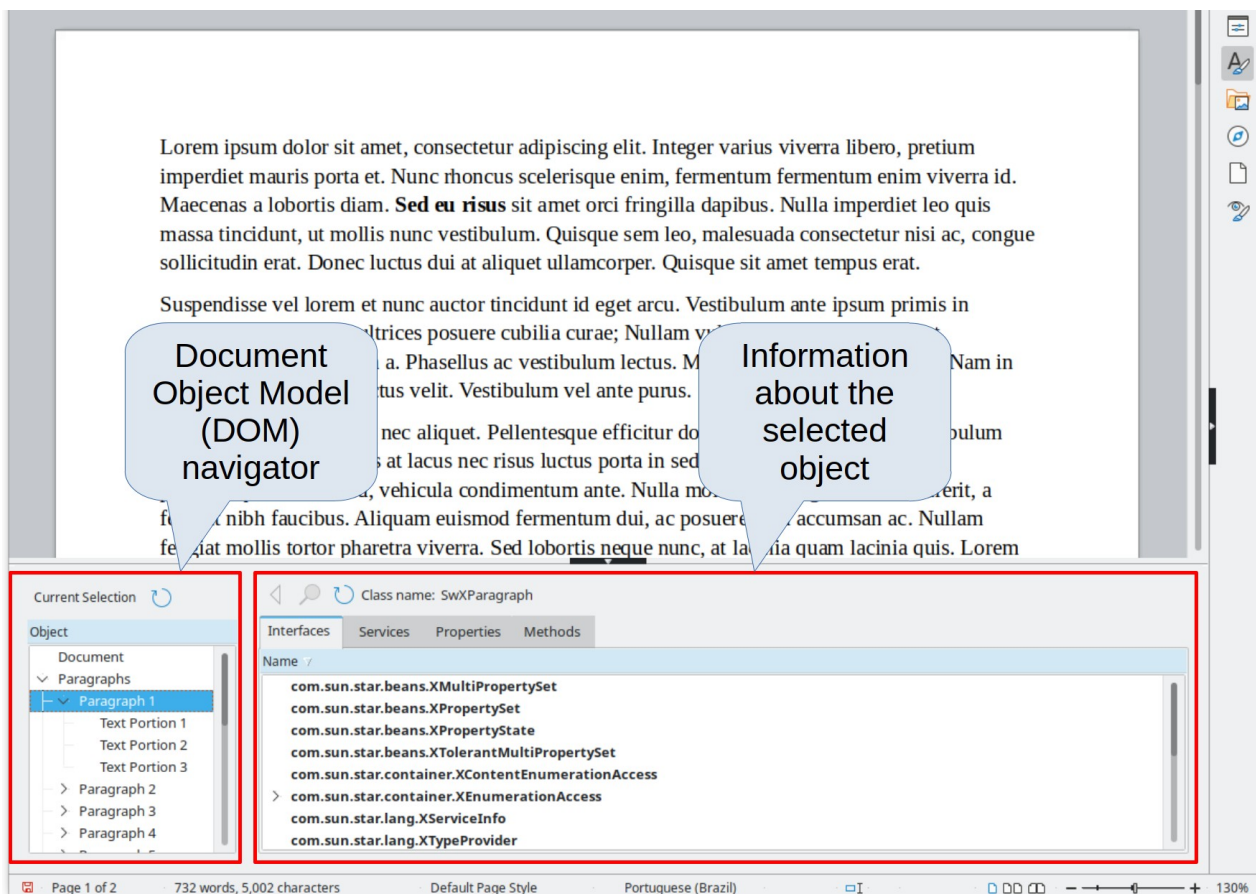 Lorem ipsum dolor sit amet, consectetur adipiscing elit. Integer varius viverra libero, pretium
imperdiet mauris porta et. Nunc rhoncus scelerisque enim, fermentum fermentum enim viverra id.
Maecenas a lobortis diam. Sed eu risus sit amet orci fringilla dapibus. Nulla imperdiet leo quis
massa tincidunt, ut mollis nunc vestibulum. Quisque sem leo, malesuada consectetur nisi ac, congue
sollicitudin erat. Donec luctus dui at aliquet ullamcorper. Quisque sit amet tempus erat.
Suspendisse vel lorem et nunc auctor tincidunt id eget arcu. Vestibulum ante ipsum primis in
posuere cubilia curae; Nullam
a. Phasellus ac vestibulum lectus. Nam in
velit. Vestibulum vel ante purus.
nec aliquet. Pellentesque efficitur
at lacus nec risus luctus porta in
vehicula condimentum ante. Nulla a
nibh faucibus. Aliquam euismod fermentum dui, ac accumsan ac. Nullam
mollis tortor pharetra viverra. Sed lobortis neque nunc, at quam lacinia quis. Lorem
Document
Object Model
(DOM)
navigator
Information
about the
selected
object
Current Selection
Object
Document
Paragraphs
Paragraph 1
Text Portion 1
Text Portion 2
Text Portion 3
Paragraph 2
Paragraph 3
Paragraph 4
Class name: SwXParagraph
Interfaces Services Properties Methods
Name
com.sun.star.beans.XMultiPropertySet
com.sun.star.beans.XPropertySet
com.sun.star.beans.XPropertyState
com.sun.star.beans.XTolerantMultiPropertySet
com.sun.star.container.XContentEnumerationAccess
com.sun.star.container.XEnumerationAccess
com.sun.star.lang.XServiceInfo
com.sun.star.lang.XTypeProvider
Page 1 of 2 732 words, 5,002 characters Default Page Style Portuguese (Brazil) 130%